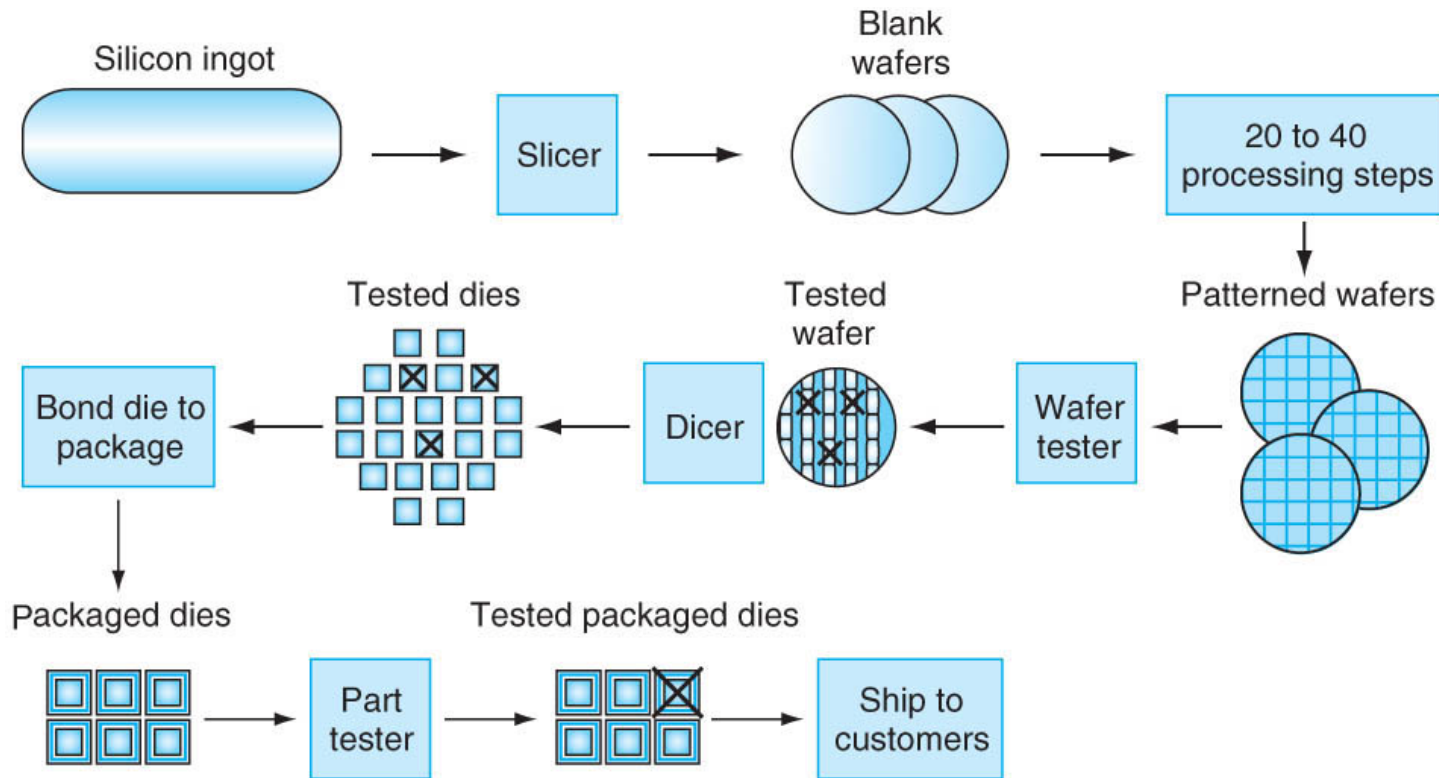 Silicon ingot
Slicer
Blank
wafers
20 to 40
processing steps
Patterned wafers
Wafer
tester
Tested
wafer
Dicer
Tested dies
Bond die to
package
Packaged dies
Part
tester
Tested packaged dies
Ship to
customers